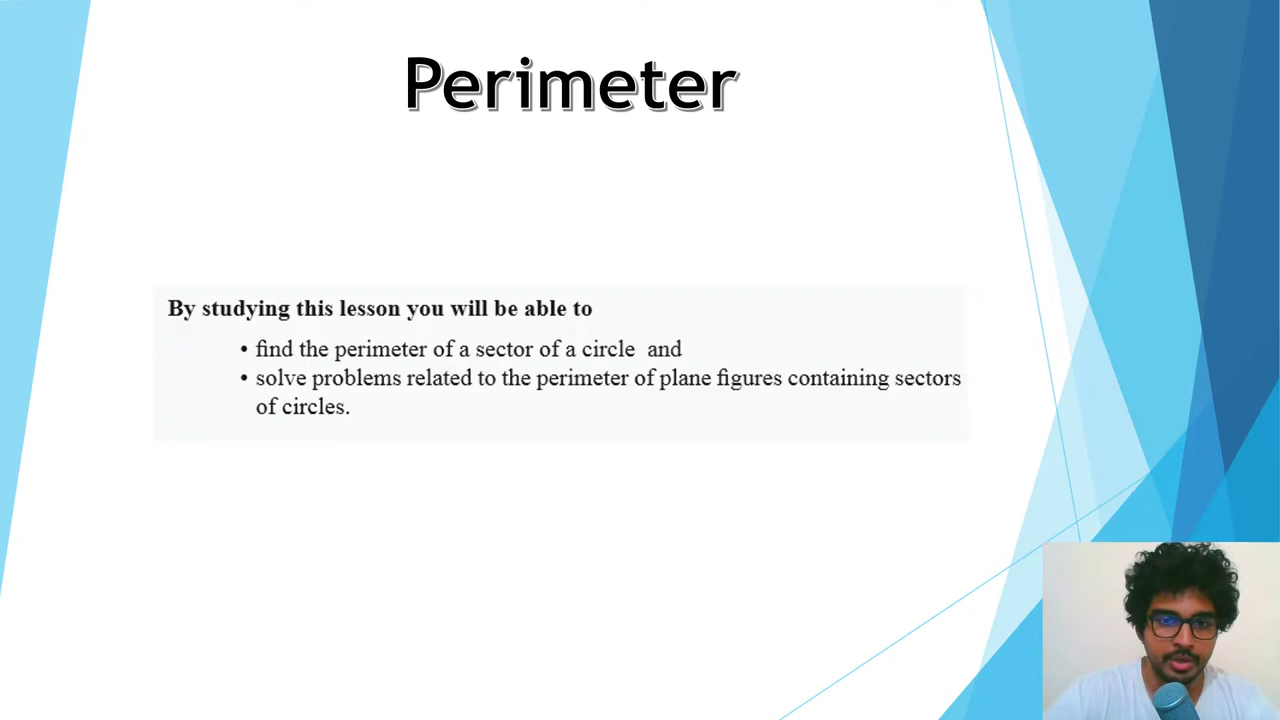 Perimeter
By studying this lesson you will be able to
• find the perimeter of a sector of a circle and
• solve problems related to the perimeter of plane figures containing sectors
of circles.